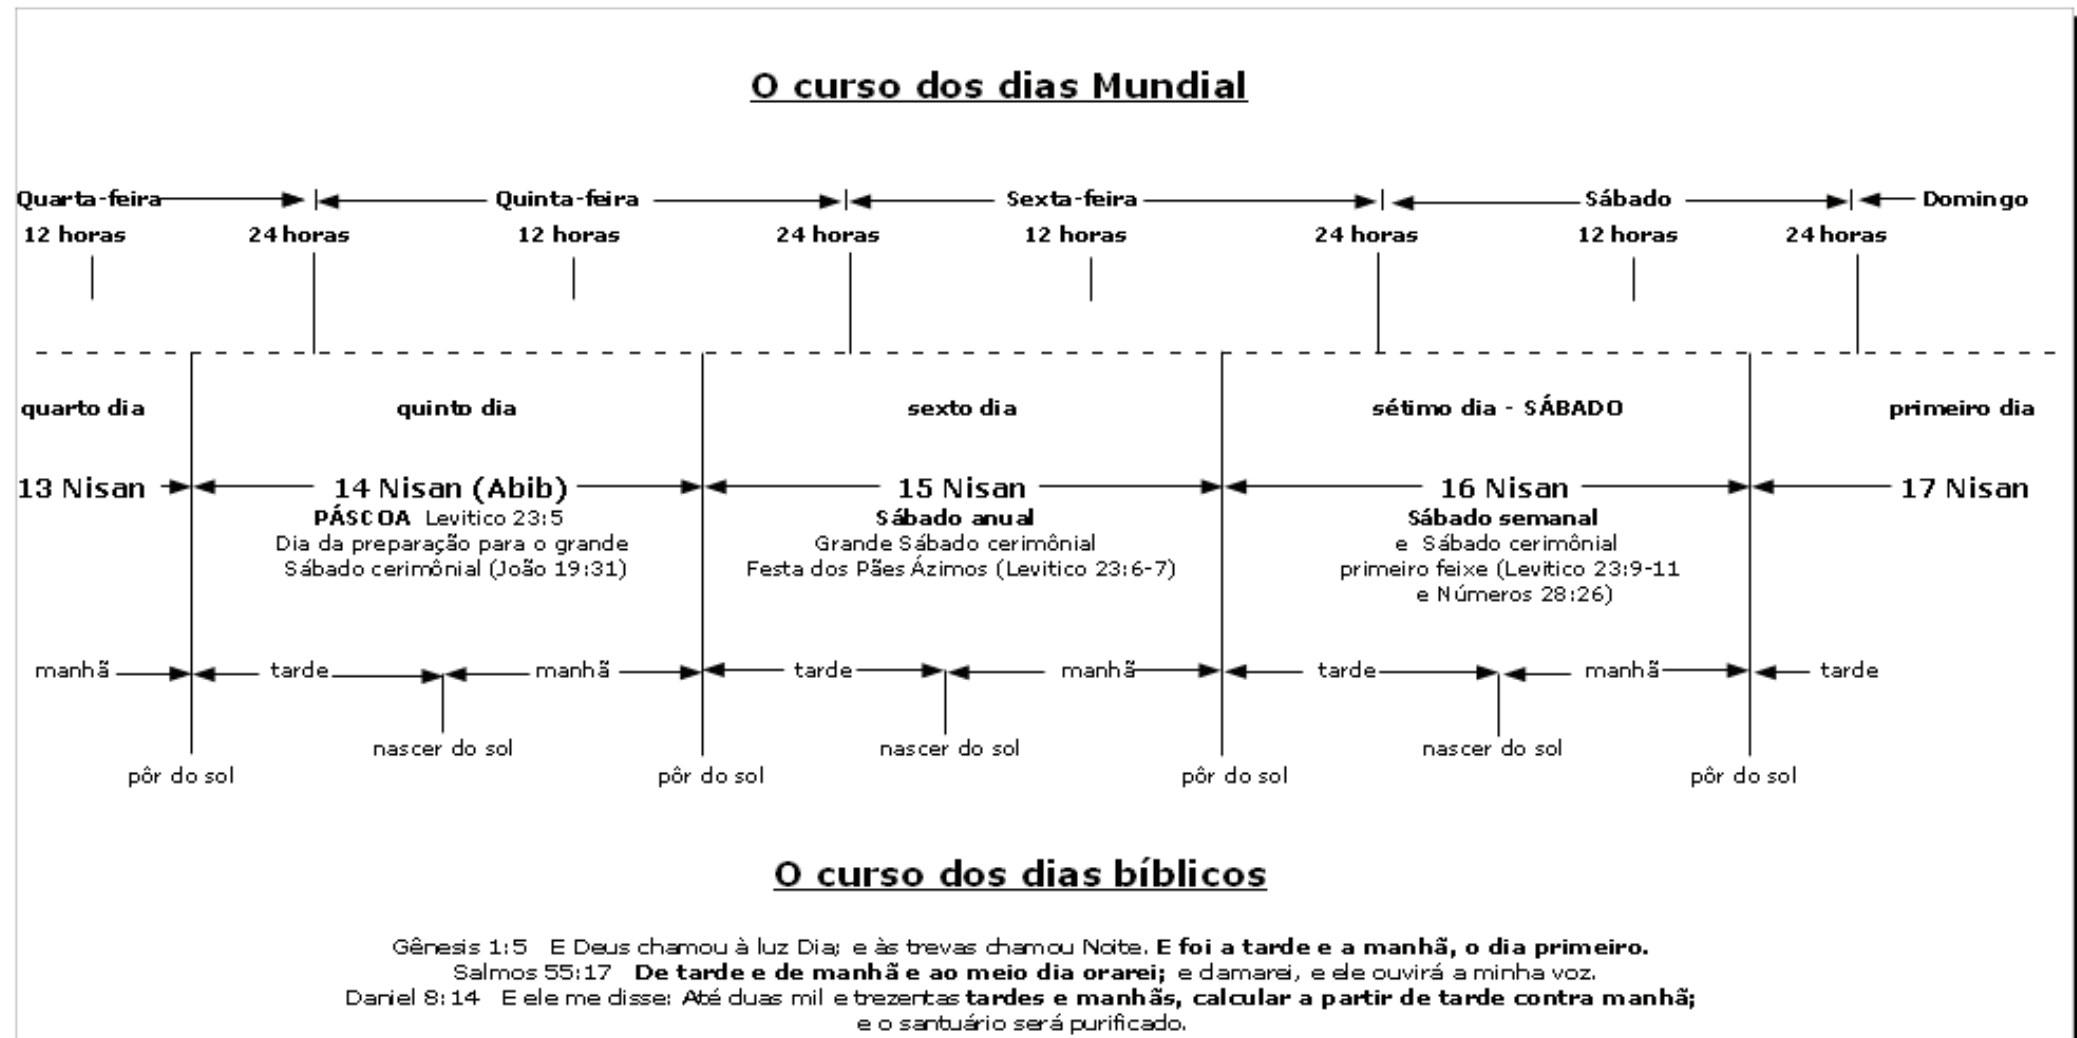 O curso dos dias Mundial
Quarta-feira Quinta-feira Sexta-feira Sábado Domingo
12 horas 24 horas 12 horas 24 horas 12 horas 24 horas 12 horas 24 horas
quarto dia quinto dia sexto dia sétimo dia - SÁBADO primeiro dia
13 Nisan 14 Nisan (Abib) 15 Nisan 16 Nisan 17 Nisan
PÁSCOA Levitico 23:5 Sábado anual Sábado semanal
Dia da preparação para o grande Grande Sábado cerimônial e Sábado cerimônial
Sábado cerimônial (João 19:31) Festa dos Pães Ázimos (Levitico 23:6-7) primeiro feixe (Levitico 23:9-11
e Números 28:26)
manhã tarde manhã tarde manhã tarde manhã tarde
nascer do sol nascer do sol nascer do sol
pôr do sol pôr do sol pôr do sol pôr do sol
O curso dos dias bíblicos
Gênesis 1:5 E Deus chamou à luz Dia; e às trevas chamou Noite. E foi a tarde e a manhã, o dia primeiro.
Salmos 55:17 De tarde e de manhã e ao meio dia orarei; e clamarei, e ele ouvirá a minha voz.
Daniel 8:14 E ele me disse: Até duas mil e trezentas tardes e manhãs, calcular a partir de tarde contra manhã;
e o santuário será purificado.